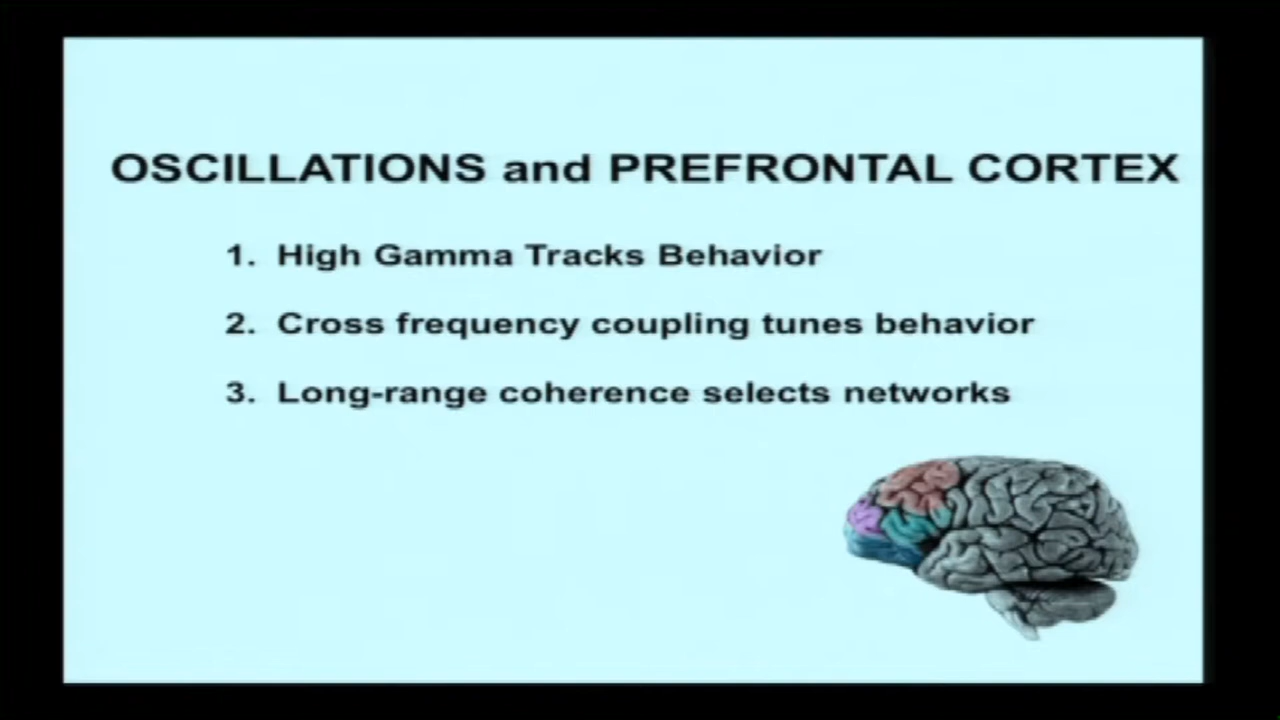 OSCILLATIONS and PREFRONTAL CORTEX
1. High Gamma Tracks Behavior
2. Cross frequency coupling tunes behavior
3. Long-range coherence selects networks